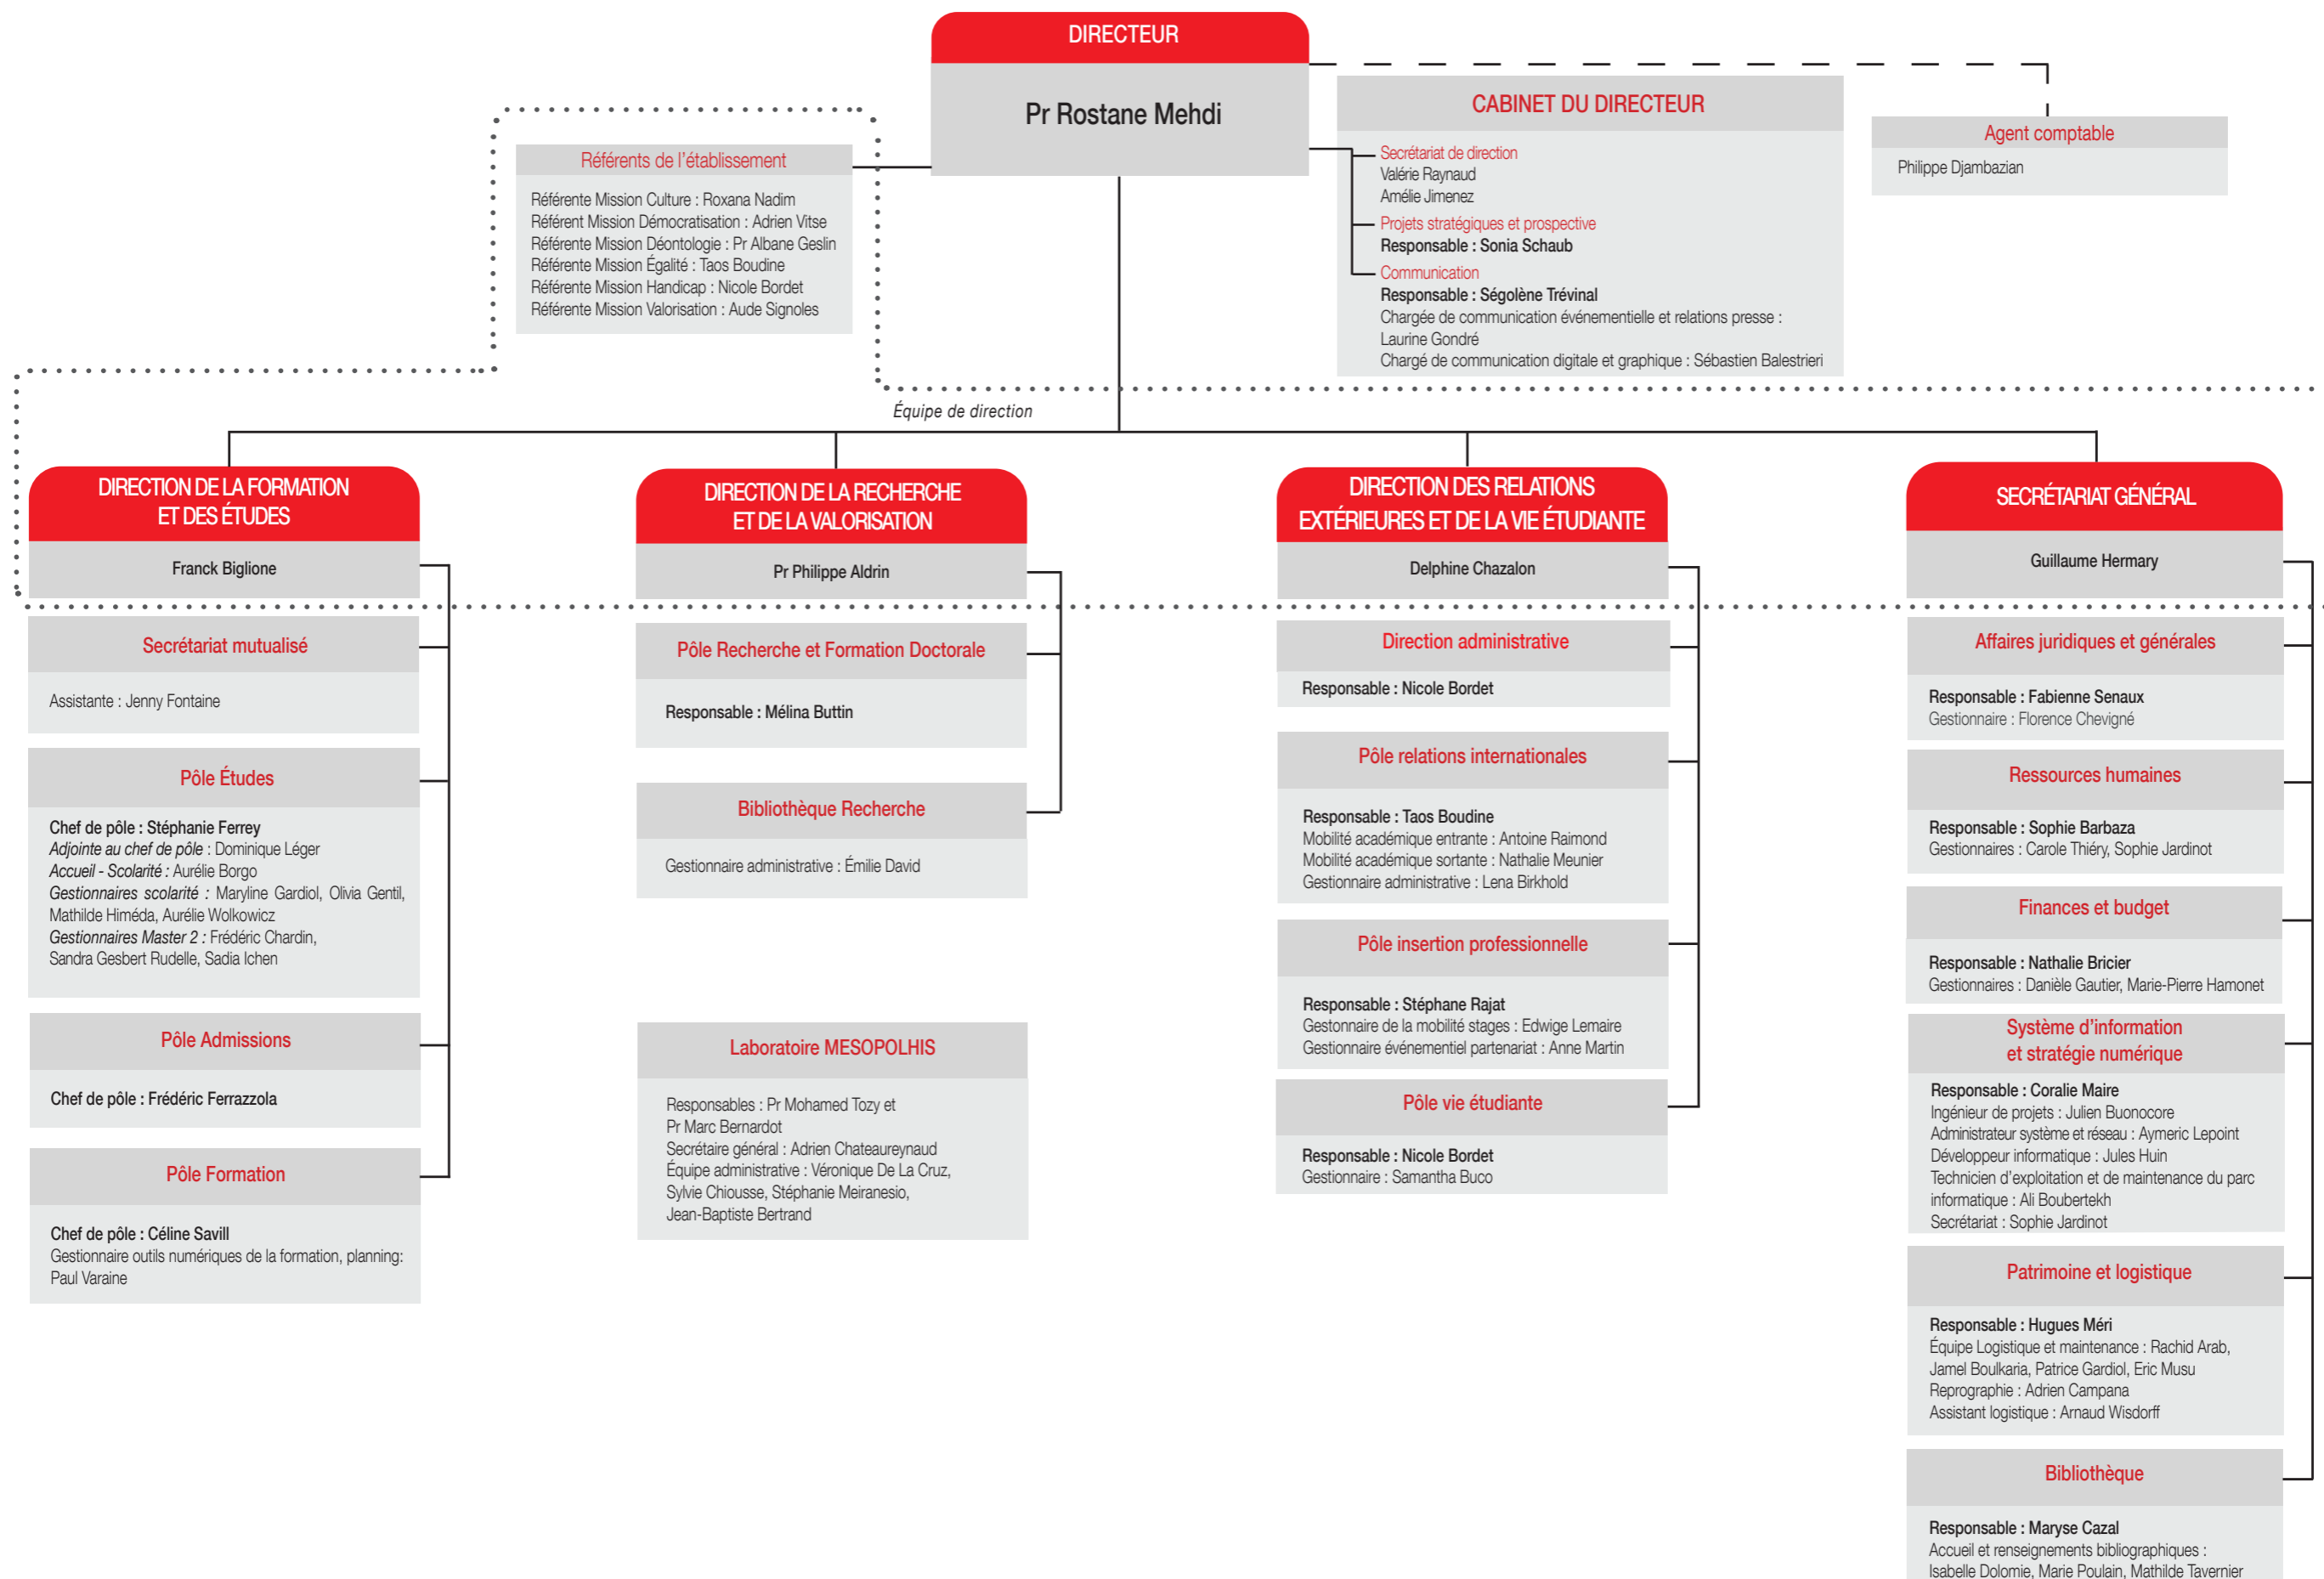 DIRECTEUR
Pr Rostane Mehdi
CABINET DU DIRECTEUR
Secrétariat de direction
Valérie Raynaud
Amélie Jimenez
Projets stratégiques et prospective
Responsable : Sonia Schaub
Communication
Responsable : Ségolène Trévinal
Chargée de communication événementielle et relations presse :
Laurine Gondré
Chargé de communication digitale et graphique : Sébastien Balestrieri
Agent comptable
Philippe Djambazian
Référents de l’établissement
Référente Mission Culture : Roxana Nadim
Référent Mission Démocratisation : Adrien Vitse
Référente Mission Déontologie : Pr Albane Geslin
Référente Mission Égalité : Taos Boudine
Référente Mission Handicap : Nicole Bordet
Référente Mission Valorisation : Aude Signoles
Équipe de direction
DIRECTION DE LA FORMATION
ET DES ÉTUDES
Franck Biglione
Secrétariat mutualisé
Assistante : Jenny Fontaine
Pôle Études
Chef de pôle : Stéphanie Ferrey
Adjointe au chef de pôle : Dominique Léger
Accueil - Scolarité : Aurélie Borgo
Gestionnaires scolarité : Maryline Gardiol, Olivia Gentil,
Mathilde Himéda, Aurélie Wolkowicz
Gestionnaires Master 2 : Frédéric Chardin,
Sandra Gesbert Rudelle, Sadia Ichen
Pôle Admissions
Chef de pôle : Frédéric Ferrazzola
Pôle Formation
Chef de pôle : Céline Savill
Gestionnaire outils numériques de la formation, planning:
Paul Varaine
DIRECTION DE LA RECHERCHE
ET DE LA VALORISATION
Pr Philippe Aldrin
Pôle Recherche et Formation Doctorale
Responsable : Mélina Buttin
Bibliothèque Recherche
Gestionnaire administrative : Émilie David
Laboratoire MESOPOLHIS
Responsables : Pr Mohamed Tozy et
Pr Marc Bernardot
Secrétaire général : Adrien Chateaureynaud
Équipe administrative : Véronique De La Cruz,
Sylvie Chiousse, Stéphanie Meiranesio,
Jean-Baptiste Bertrand
DIRECTION DES RELATIONS
EXTÉRIEURES ET DE LA VIE ÉTUDIANTE
Delphine Chazalon
Direction administrative
Responsable : Nicole Bordet
Pôle relations internationales
Responsable : Taos Boudine
Mobilité académique entrante : Antoine Raimond
Mobilité académique sortante : Nathalie Meunier
Gestionnaire administrative : Lena Birkhold
Pôle insertion professionnelle
Responsable : Stéphane Rajat
Gestonnaire de la mobilité stages : Edwige Lemaire
Gestionnaire événementiel partenariat : Anne Martin
Pôle vie étudiante
Responsable : Nicole Bordet
Gestionnaire : Samantha Buco
SECRÉTARIAT GÉNÉRAL
Guillaume Hermary
Affaires juridiques et générales
Responsable : Fabienne Senaux
Gestionnaire : Florence Chevigné
Ressources humaines
Responsable : Sophie Barbaza
Gestionnaires : Carole Thiéry, Sophie Jardinot
Finances et budget
Responsable : Nathalie Bricier
Gestionnaires : Danièle Gautier, Marie-Pierre Hamonet
Système d’information
et stratégie numérique
Responsable : Coralie Maire
Ingénieur de projets : Julien Buonocore
Administrateur système et réseau : Aymeric Lepoint
Développeur informatique : Jules Huin
Technicien d’exploitation et de maintenance du parc
informatique : Ali Boubertekh
Secrétariat : Sophie Jardinot
Patrimoine et logistique
Responsable : Hugues Méri
Équipe Logistique et maintenance : Rachid Arab,
Jamel Boulkaria, Patrice Gardiol, Eric Musu
Reprographie : Adrien Campana
Assistant logistique : Arnaud Wisdorff
Bibliothèque
Responsable : Maryse Cazal
Accueil et renseignements bibliographiques :
Isabelle Dolomie, Marie Poulain, Mathilde Tavernier